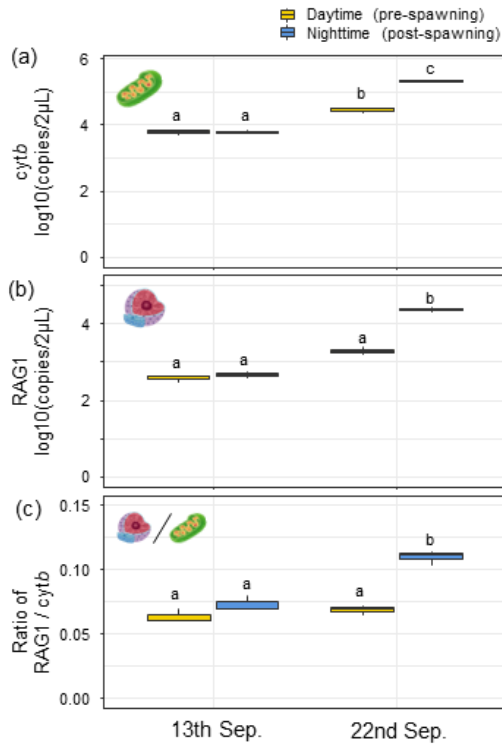 Daytime (pre-spawning)
Nighttime (post-spawning)
(a)
cytb
log10(copies/2µL)
6
4
2
0
a
a
b
c
(b)
RAG1
log10(copies/2µL)
4
2
0
a
a
a
b
(c)
Ratio of
RAG1 / cytb
0.15
0.10
0.05
0.00
a
a
a
b
13th Sep.
22nd Sep.